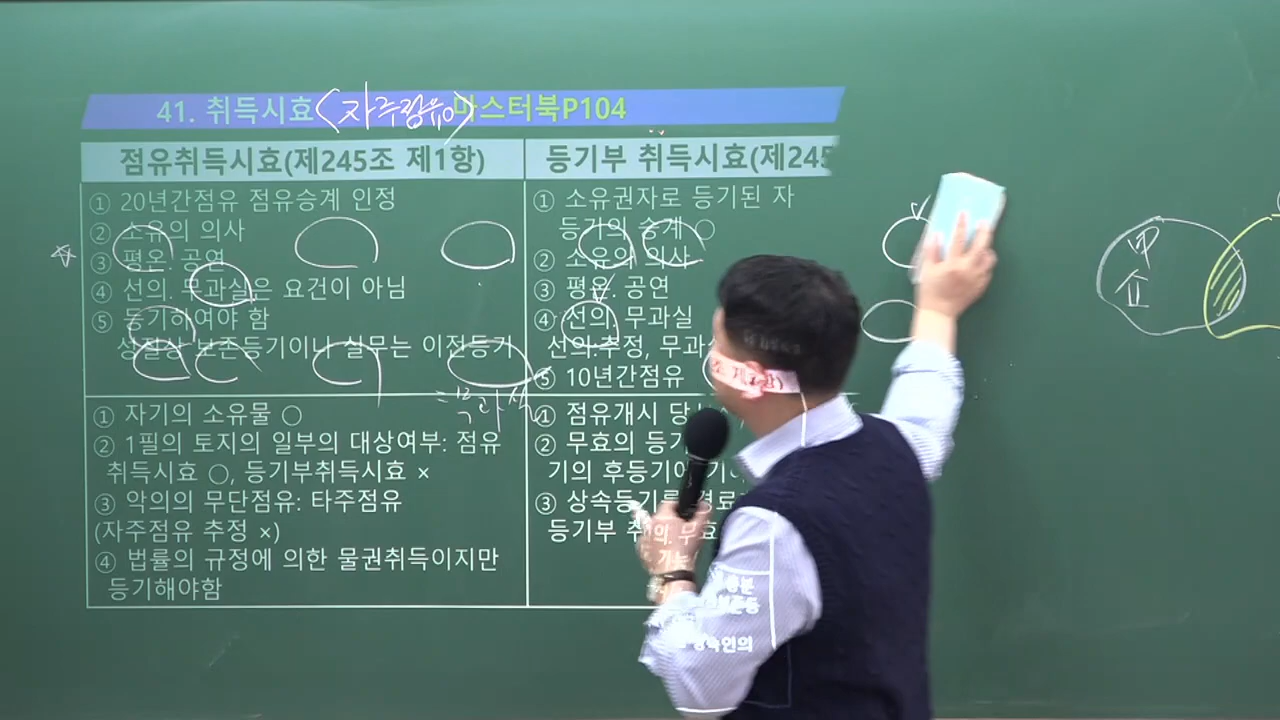 41. 취득시효 (자주점유) 마스터북P104
점유취득시효(제245조 제1항)
① 20년간점유 점유승계 인정
② 소유의 의사
③ 평온. 공연
④ 선의. 무과실은 요건이 아님
⑤ 등기하여야 함
성질상 보존등기이나 실무는 이전등기
① 자기의 소유물 ○
② 1필의 토지의 일부의 대상여부: 점유
취득시효 ○, 등기부취득시효 ×
③ 악의의 무단점유: 타주점유
(자주점유 추정 ×)
④ 법률의 규정에 의한 물권취득이지만
등기해야함
등기부 취득시효(제245
① 소유권자로 등기된 자
등기의 승계 ○
② 소유의 의사
③ 평온. 공연
④ 선의. 무과실
선의:추정, 무과
⑤ 10년간점유
① 점유개시 당
② 무효의 등기
기의 후등기에
③ 상속등기를 경료
등기부 취
甲